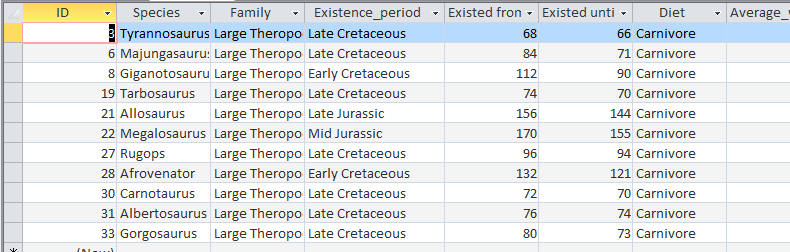 ID Species Family Existence_period Existed fron Existed unti Diet Average_
3 Tyrannosaurus Large Theropo Late Cretaceous 68 66 Carnivore
6 Majungasauru Large Theropo Late Cretaceous 84 71 Carnivore
8 Giganotosauru Large Theropo Early Cretaceous 112 90 Carnivore
19 Tarbosaurus Large Theropo Late Cretaceous 74 70 Carnivore
21 Allosaurus Large Theropo Late Jurassic 156 144 Carnivore
22 Megalosaurus Large Theropo Mid Jurassic 170 155 Carnivore
27 Rugops Large Theropo Late Cretaceous 96 94 Carnivore
28 Afrovenator Large Theropo Early Cretaceous 132 121 Carnivore
30 Carnotaurus Large Theropo Late Cretaceous 72 70 Carnivore
31 Albertosaurus Large Theropo Late Cretaceous 76 74 Carnivore
33 Gorgosaurus Large Theropo Late Cretaceous 80 73 Carnivore
(New)